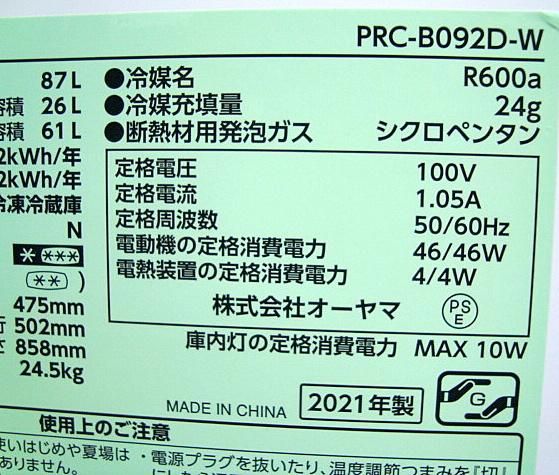 PRC-B092D-W
87L ●冷媒名 R600a
容積 26L ●冷媒充填量 24g
容積 61L ●断熱材用発泡ガス シクロペンタン
2kWh/年
2kWh/年
冷凍冷蔵庫
N
定格電圧 100V
定格電流 1.05A
定格周波数 50/60Hz
電動機の定格消費電力 46/46W
電熱装置の定格消費電力 4/4W
株式会社オーヤマ PSE
475mm
502mm
さ 858mm
24.5kg
庫内灯の定格消費電力 MAX 10W
MADE IN CHINA 2021年製 G
使用上のご注意
使いはじめや夏場は・電源プラグを抜いたり、温度調節つまみを『切』
ありません。